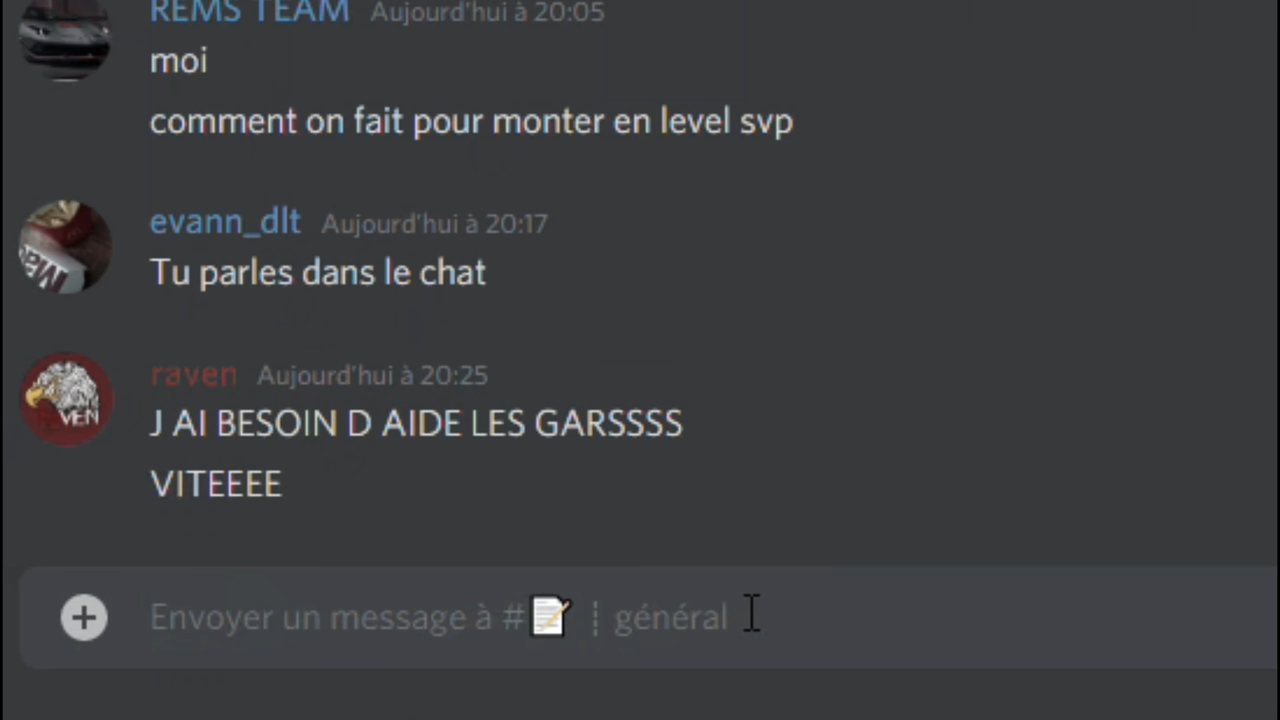 REMS TEAM Aujourd'hui à 20:05
moi
comment on fait pour monter en level svp
evann_dlt Aujourd'hui à 20:17
Tu parles dans le chat
raven Aujourd'hui à 20:25
VEN
J AI BESOIN D AIDE LES GARSSSS
VITEEEE
Envoyer un message à #📝 ┊ général